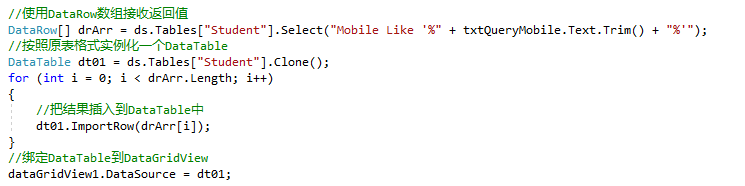 //使用DataRow数组接收返回值
DataRow[] drArr = ds.Tables["Student"].Select("Mobile Like '%" + txtQueryMobile.Text.Trim() + "%'");
//按照原表格式实例化一个DataTable
DataTable dt01 = ds.Tables["Student"].Clone();
for (int i = 0; i < drArr.Length; i++)
{
//把结果插入到DataTable中
dt01.ImportRow(drArr[i]);
}
//绑定DataTable到DataGridView
dataGridView1.DataSource = dt01;